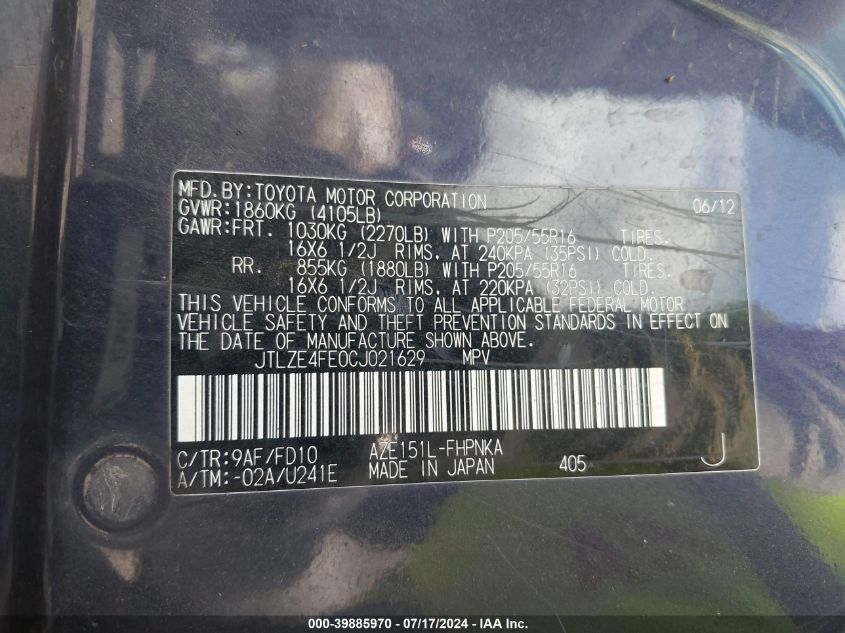 MFD. BY: TOYOTA MOTOR CORPORATION 06/12
GVWR: 1860KG (4105LB)
GAWR: FRT. 1030KG (2270LB) WITH P205/55R16 TIRES,
16X6 1/2J RIMS, AT 240KPA (35PSI) COLD.
RR. 855KG (1880LB) WITH P205/55R16 TIRES,
16X6 1/2J RIMS, AT 220KPA (32PSI) COLD.
THIS VEHICLE CONFORMS TO ALL APPLICABLE FEDERAL MOTOR
VEHICLE SAFETY AND THEFT PREVENTION STANDARDS IN EFFECT ON
THE DATE OF MANUFACTURE SHOWN ABOVE.
JTLZE4FE0CJ021629 MPV
C/TR: 9AF/FD10 AZE151L-FHPNKA
A/TM: -02A/U241E MADE IN JAPAN 405 J
000-39885970 - 07/17/2024 - IAA Inc.